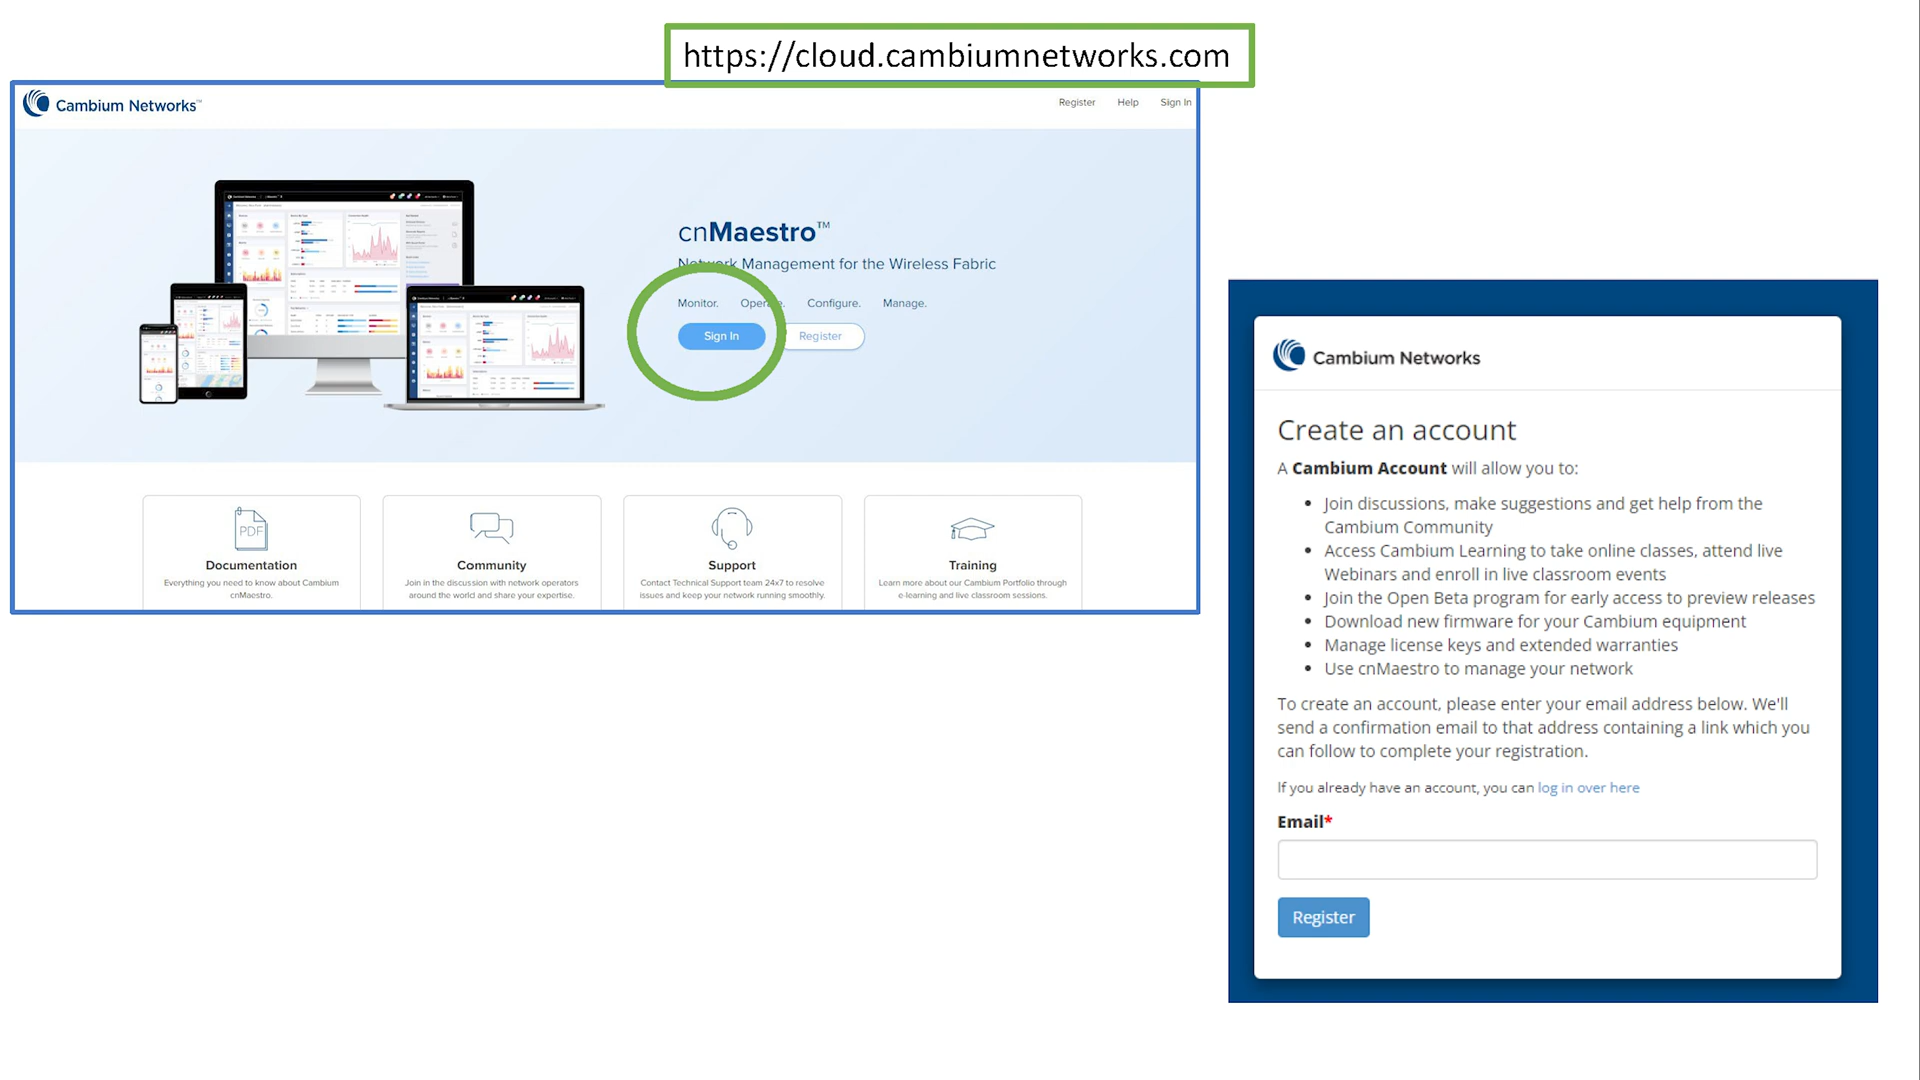 https://cloud.cambiumnetworks.com
Cambium Networks™
Register Help Sign In
cnMaestro™
Network Management for the Wireless Fabric
Monitor. Operate. Configure. Manage.
Sign In Register
PDF
Documentation
Everything you need to know about Cambium
cnMaestro.
Community
Join in the discussion with network operators
around the world and share your expertise.
Support
Contact Technical Support team 24x7 to resolve
issues and keep your network running smoothly.
Training
Learn more about our Cambium Portfolio through
e-learning and live classroom sessions.
Cambium Networks
Create an account
A Cambium Account will allow you to:
• Join discussions, make suggestions and get help from the
Cambium Community
• Access Cambium Learning to take online classes, attend live
Webinars and enroll in live classroom events
• Join the Open Beta program for early access to preview releases
• Download new firmware for your Cambium equipment
• Manage license keys and extended warranties
• Use cnMaestro to manage your network
To create an account, please enter your email address below. We'll
send a confirmation email to that address containing a link which you
can follow to complete your registration.
If you already have an account, you can log in over here
Email*
Register